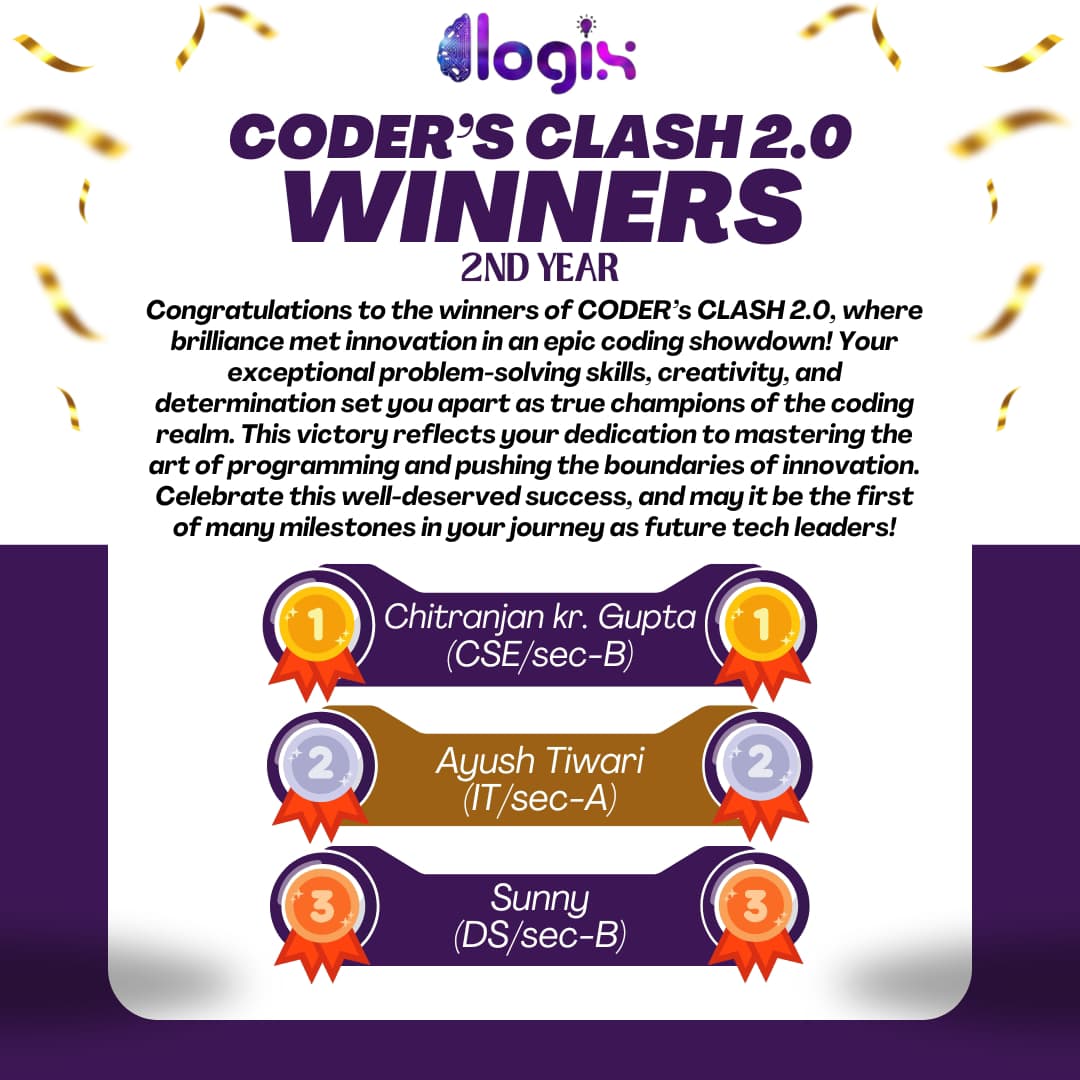 logix
CODER’S CLASH 2.0
WINNERS
2ND YEAR
Congratulations to the winners of CODER’s CLASH 2.0, where
brilliance met innovation in an epic coding showdown! Your
exceptional problem-solving skills, creativity, and
determination set you apart as true champions of the coding
realm. This victory reflects your dedication to mastering the
art of programming and pushing the boundaries of innovation.
Celebrate this well-deserved success, and may it be the first
of many milestones in your journey as future tech leaders!
1 Chitranjan kr. Gupta 1
(CSE/sec-B)
2 Ayush Tiwari 2
(IT/sec-A)
3 Sunny 3
(DS/sec-B)